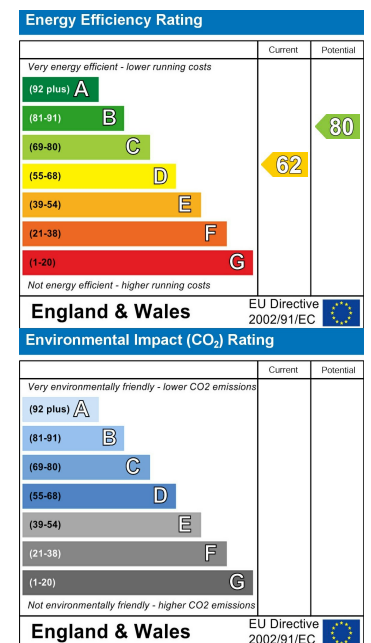 Energy Efficiency Rating
Current Potential
Very energy efficient - lower running costs
(92 plus) A
(81-91) B
(69-80) C
(55-68) D
(39-54) E
(21-38) F
(1-20) G
62
80
Not energy efficient - higher running costs
England & Wales
EU Directive
2002/91/EC
Environmental Impact (CO₂) Rating
Current Potential
Very environmentally friendly - lower CO2 emissions
(92 plus) A
(81-91) B
(69-80) C
(55-68) D
(39-54) E
(21-38) F
(1-20) G
Not environmentally friendly - higher CO2 emissions
England & Wales
EU Directive
2002/91/EC